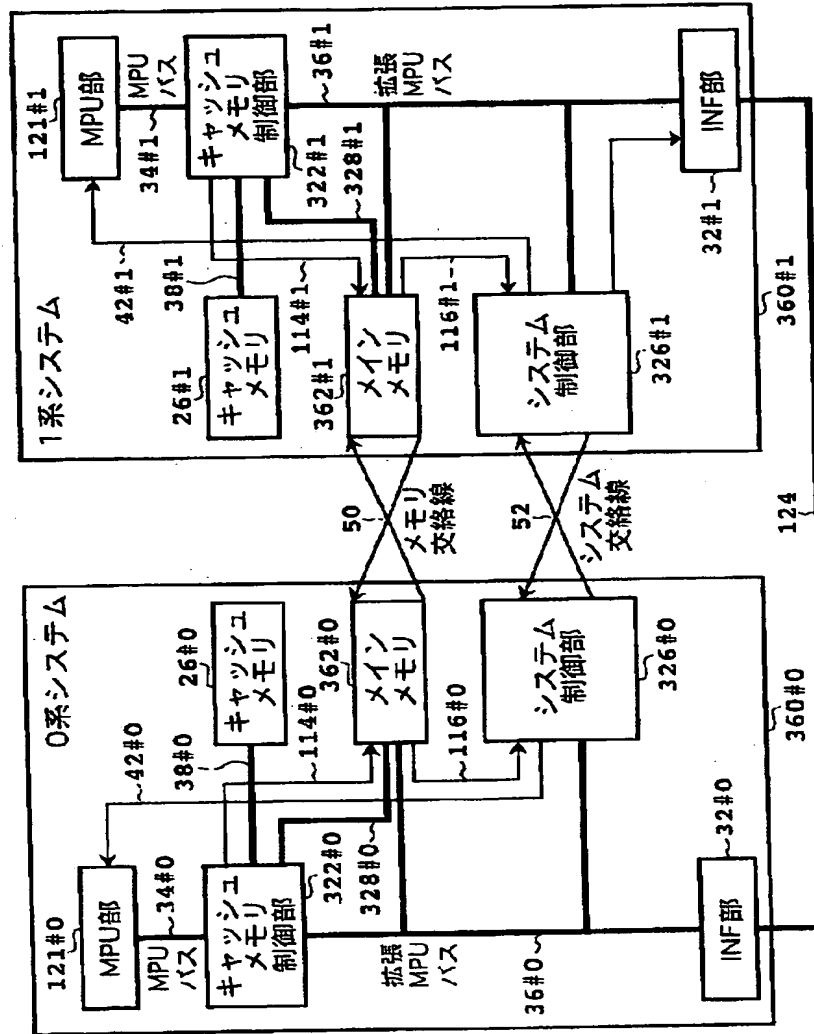 0系システム
121#0
MPU部
MPU
バス
34#0
42#0
キャッシュ
メモリ
制御部
322#0
38#0
26#0
キャッシュ
メモリ
114#0
328#0
362#0
メイン
メモリ
116#0
拡張
MPU
バス
36#0
システム
制御部
326#0
INF部
32#0
360#0
50
メモリ
交絡線
52
システム
交絡線
124
1系システム
121#1
MPU部
MPU
バス
34#1
42#1
キャッシュ
メモリ
制御部
322#1
38#1
26#1
キャッシュ
メモリ
114#1
328#1
362#1
メイン
メモリ
116#1
拡張
MPU
バス
36#1
システム
制御部
326#1
INF部
32#1
360#1